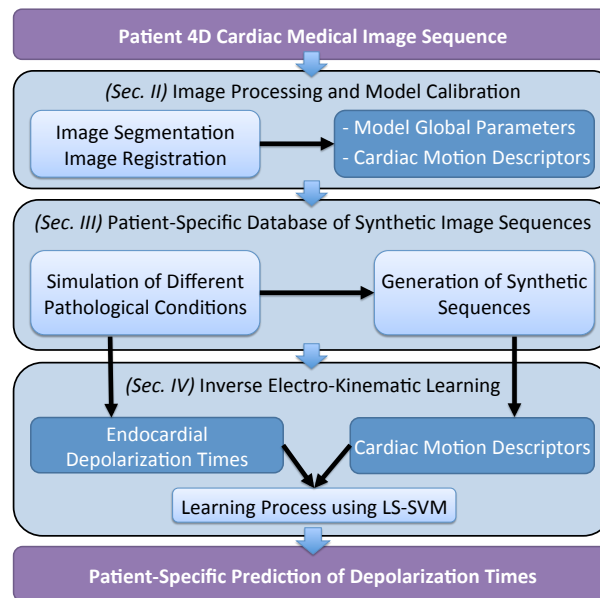 Patient 4D Cardiac Medical Image Sequence
(Sec. II) Image Processing and Model Calibration
Image Segmentation
Image Registration
- Model Global Parameters
- Cardiac Motion Descriptors
(Sec. III) Patient-Specific Database of Synthetic Image Sequences
Simulation of Different
Pathological Conditions
Generation of Synthetic
Sequences
(Sec. IV) Inverse Electro-Kinematic Learning
Endocardial
Depolarization Times
Cardiac Motion Descriptors
Learning Process using LS-SVM
Patient-Specific Prediction of Depolarization Times